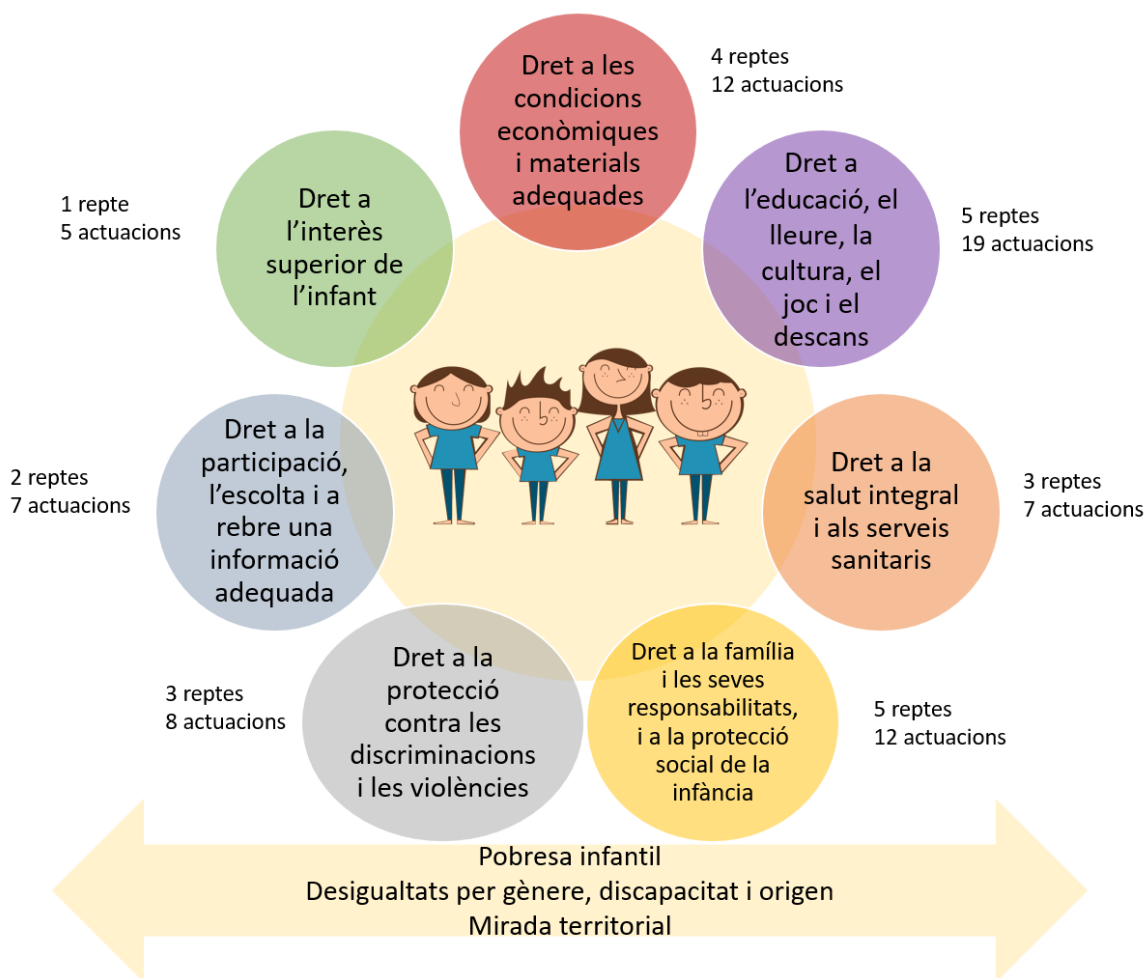 Dret a les
condicions
econòmiques
i materials
adequades
4 reptes
12 actuacions
Dret a
l'educació, el
lleure, la
cultura, el
joc i el
descans
5 reptes
19 actuacions
Dret a la
salut integral
i als serveis
sanitaris
3 reptes
7 actuacions
Dret a la família
i les seves
responsabilitats,
i a la protecció
social de la
infància
5 reptes
12 actuacions
Dret a la
protecció
contra les
discriminacions
i les violències
3 reptes
8 actuacions
Dret a la
participació,
l'escolta i a
rebre una
informació
adequada
2 reptes
7 actuacions
Dret a
l'interès
superior de
l'infant
1 repte
5 actuacions
Pobresa infantil
Desigualtats per gènere, discapacitat i origen
Mirada territorial